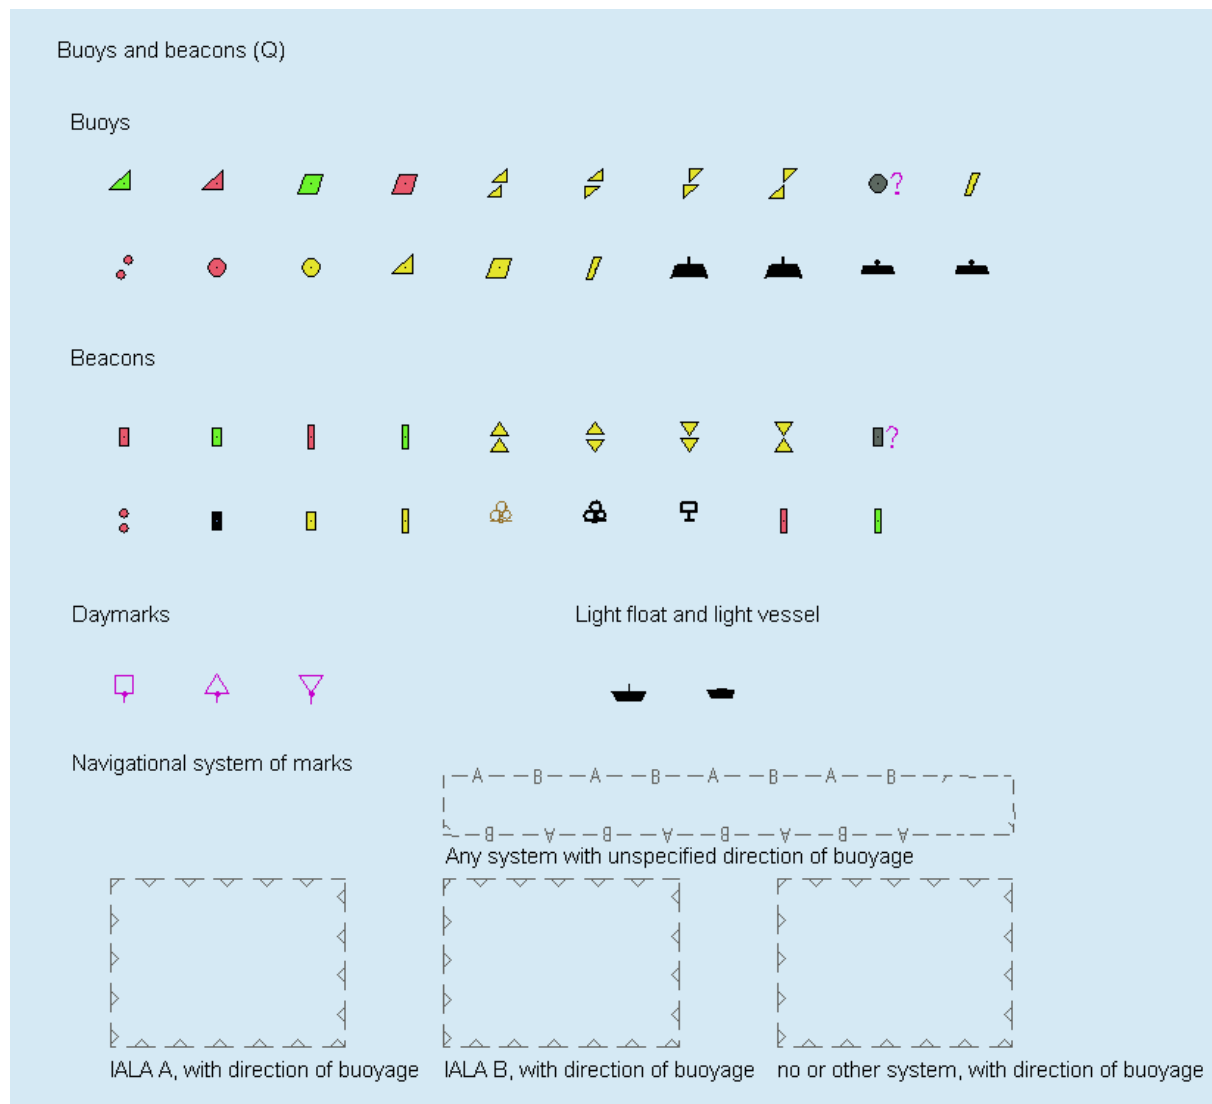 Buoys and beacons (Q)
Buoys
?
Beacons
?
Daymarks
Light float and light vessel
Navigational system of marks
A B A B A B A B
B A B A B A B A
Any system with unspecified direction of buoyage
IALA A, with direction of buoyage
IALA B, with direction of buoyage
no or other system, with direction of buoyage